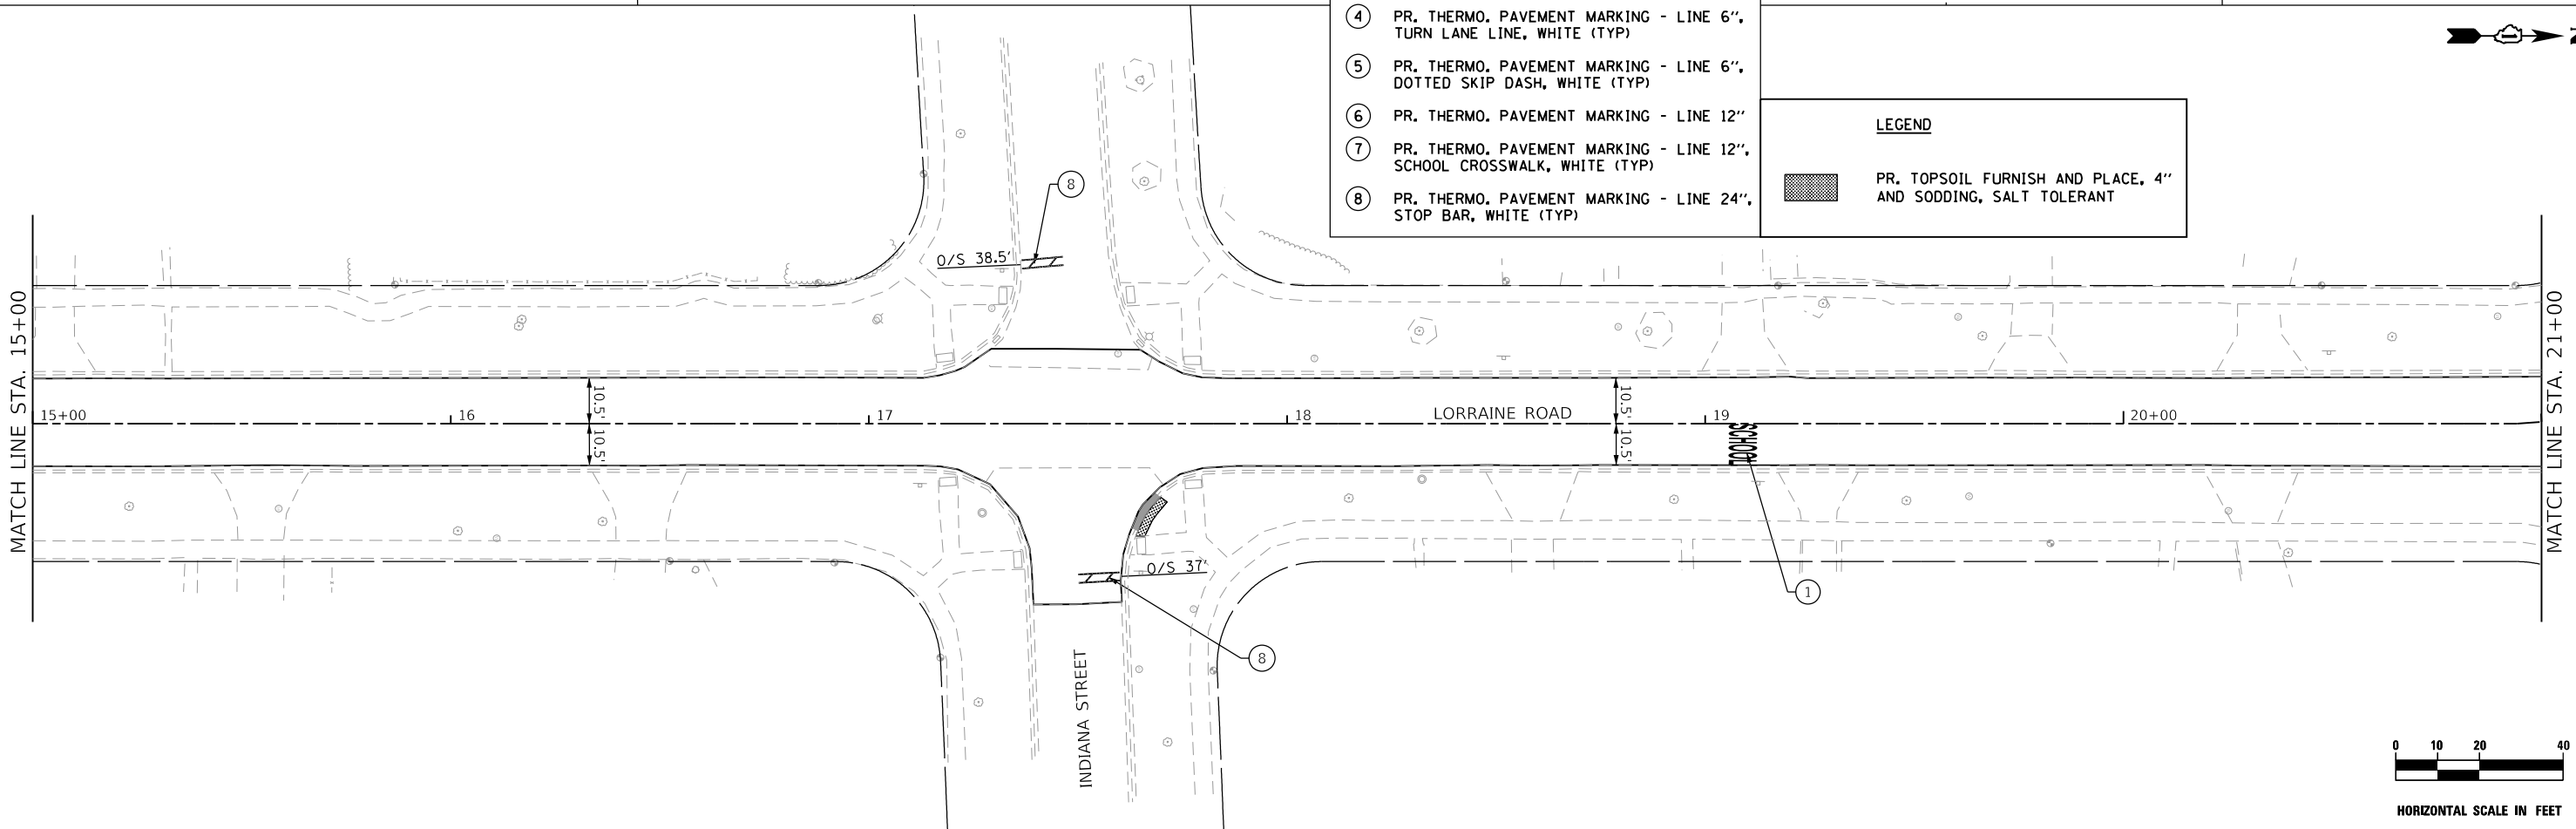 4 PR. THERMO. PAVEMENT MARKING - LINE 6",
TURN LANE LINE, WHITE (TYP)
5 PR. THERMO. PAVEMENT MARKING - LINE 6",
DOTTED SKIP DASH, WHITE (TYP)
6 PR. THERMO. PAVEMENT MARKING - LINE 12"
7 PR. THERMO. PAVEMENT MARKING - LINE 12",
SCHOOL CROSSWALK, WHITE (TYP)
8 PR. THERMO. PAVEMENT MARKING - LINE 24",
STOP BAR, WHITE (TYP)
LEGEND
PR. TOPSOIL FURNISH AND PLACE, 4"
AND SODDING, SALT TOLERANT
8
O/S 38.5'
MATCH LINE STA. 15+00
15+00
16
17
18
19
20+00
LORRAINE ROAD
10.5'
10.5'
10.5'
10.5'
SCHOOL
MATCH LINE STA. 21+00
O/S 37'
1
8
INDIANA STREET
0 10 20 40
HORIZONTAL SCALE IN FEET